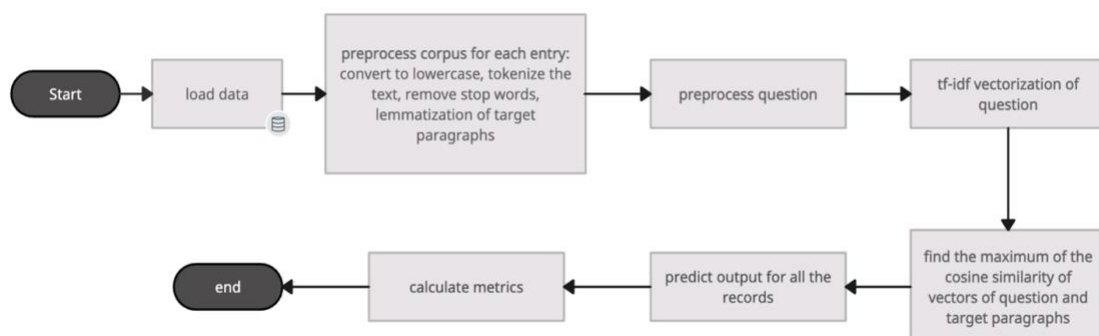 Start
load data
preprocess corpus for each entry:
convert to lowercase, tokenize the
text, remove stop words,
lemmatization of target
paragraphs
preprocess question
tf-idf vectorization of
question
find the maximum of the
cosine similarity of
vectors of question and
target paragraphs
predict output for all the
records
calculate metrics
end